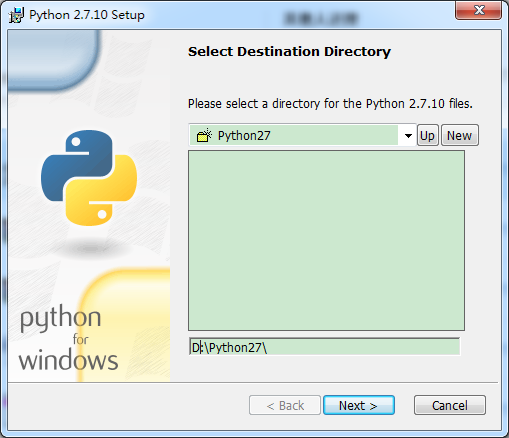 Python 2.7.10 Setup
Select Destination Directory
Please select a directory for the Python 2.7.10 files.
Python27
Up
New
D:\Python27\
python
for
windows
< Back
Next >
Cancel